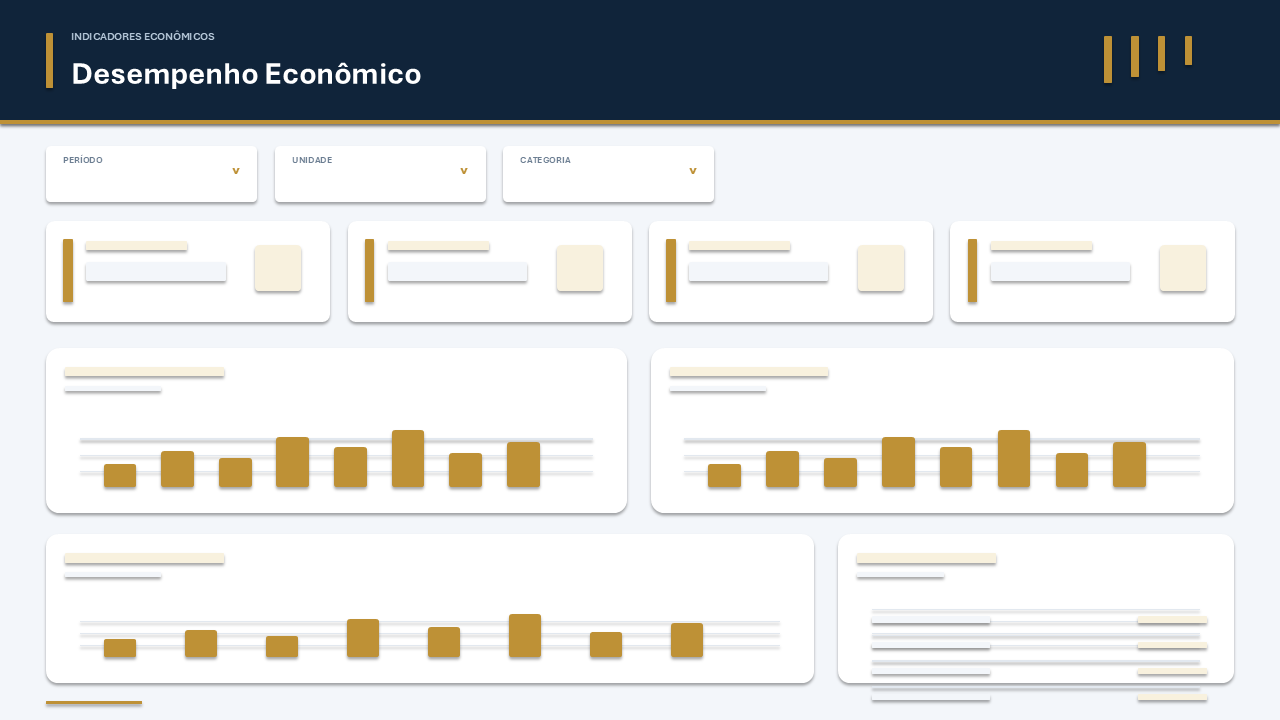 INDICADORES ECONÔMICOS
Desempenho Econômico
PERÍODO
v
UNIDADE
v
CATEGORIA
v